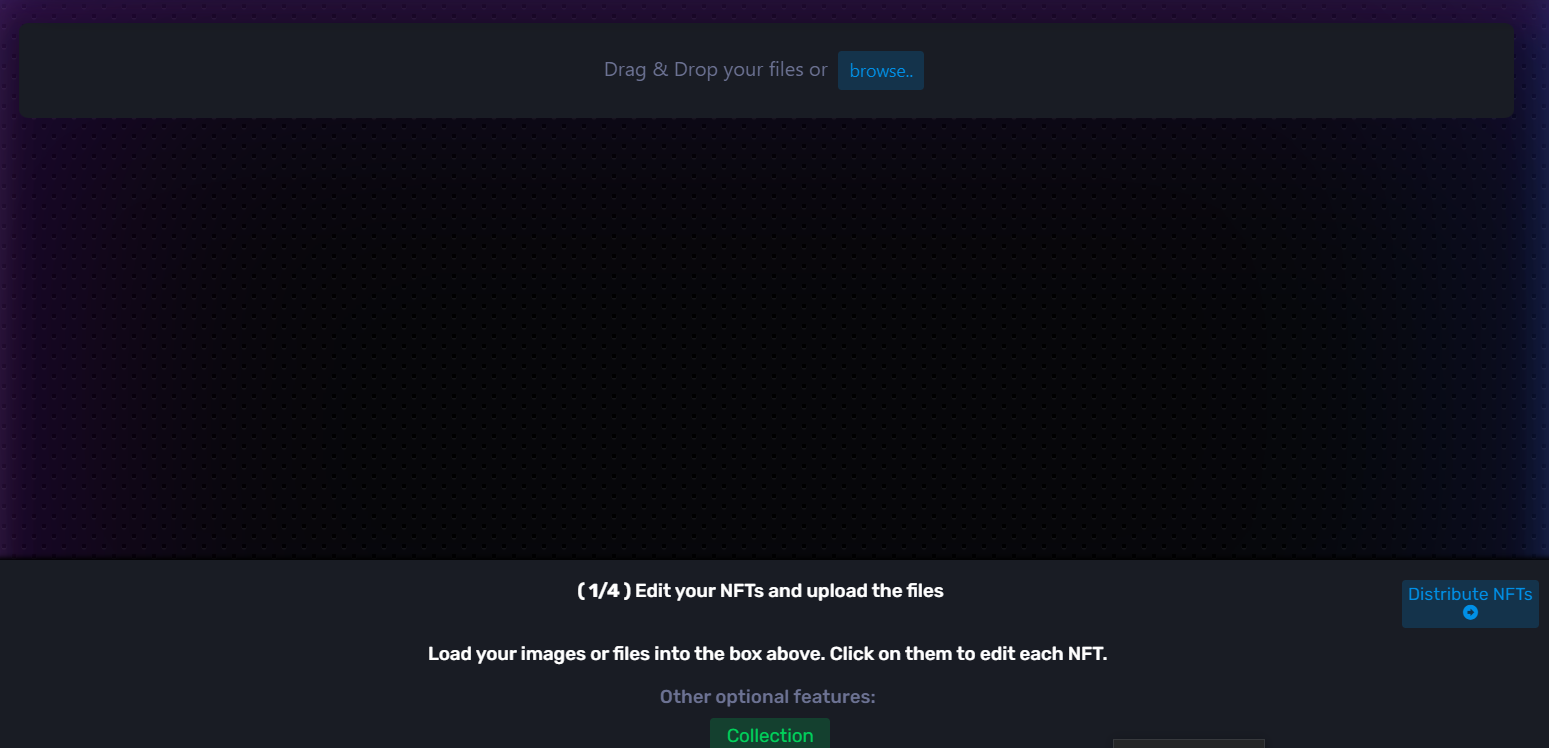 Drag & Drop your files or browse..
( 1/4 ) Edit your NFTs and upload the files
Distribute NFTs
Load your images or files into the box above. Click on them to edit each NFT.
Other optional features:
Collection